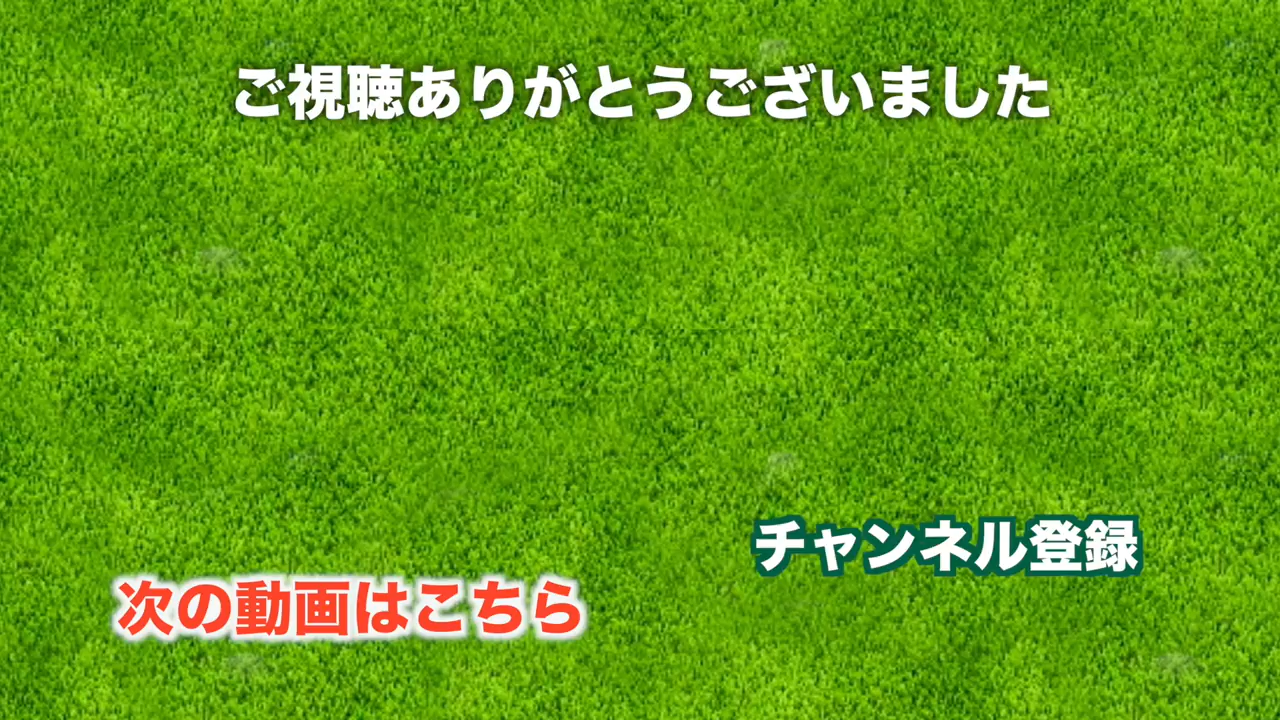 ご視聴ありがとうございました
チャンネル登録
次の動画はこちら